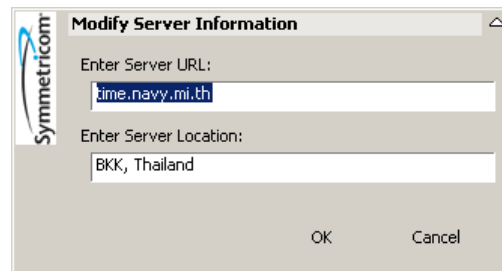 Symmetricom
Modify Server Information
Enter Server URL:
time.navy.mi.th
Enter Server Location:
BKK, Thailand
OK Cancel